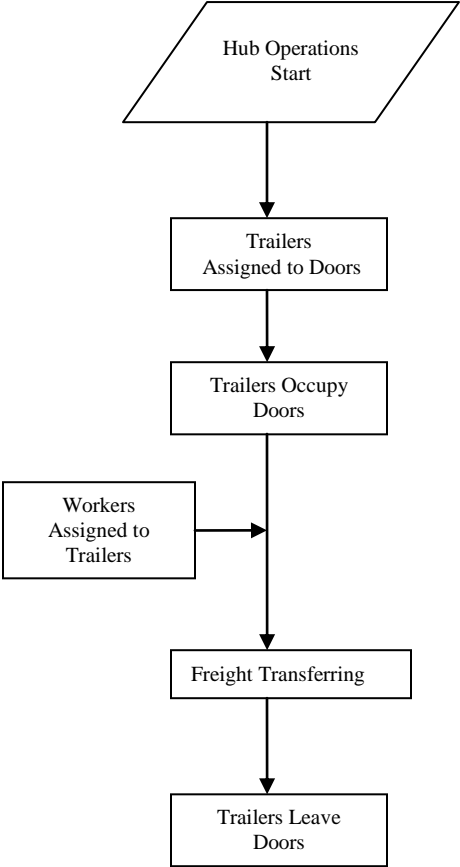 Hub Operations
Start
Trailers
Assigned to Doors
Trailers Occupy
Doors
Workers
Assigned to
Trailers
Freight Transferring
Trailers Leave
Doors